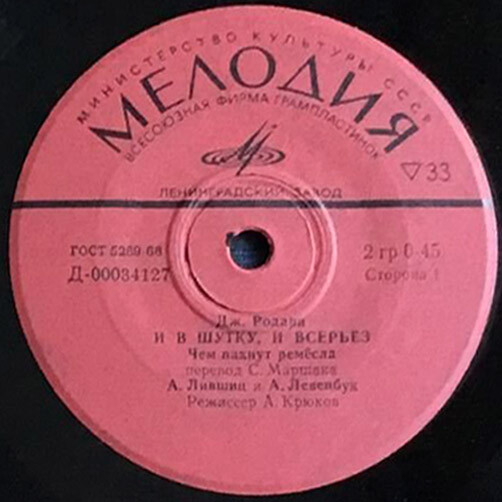 МИНИСТЕРСТВО КУЛЬТУРЫ СССР
МЕЛОДИЯ
ВСЕСОЮЗНАЯ ФИРМА ГРАМПЛАСТИНОК
▽33
ЛЕНИНГРАДСКИЙ ЗАВОД
ГОСТ 5289-68
2 гр 0-45
Д-00034127
Сторона 1
Дж. Родари
И В ШУТКУ, И ВСЕРЬЁЗ
Чем пахнут ремёсла
перевод С. Маршака
А. Лившиц и А. Левенбук
Режиссер А. Крюков